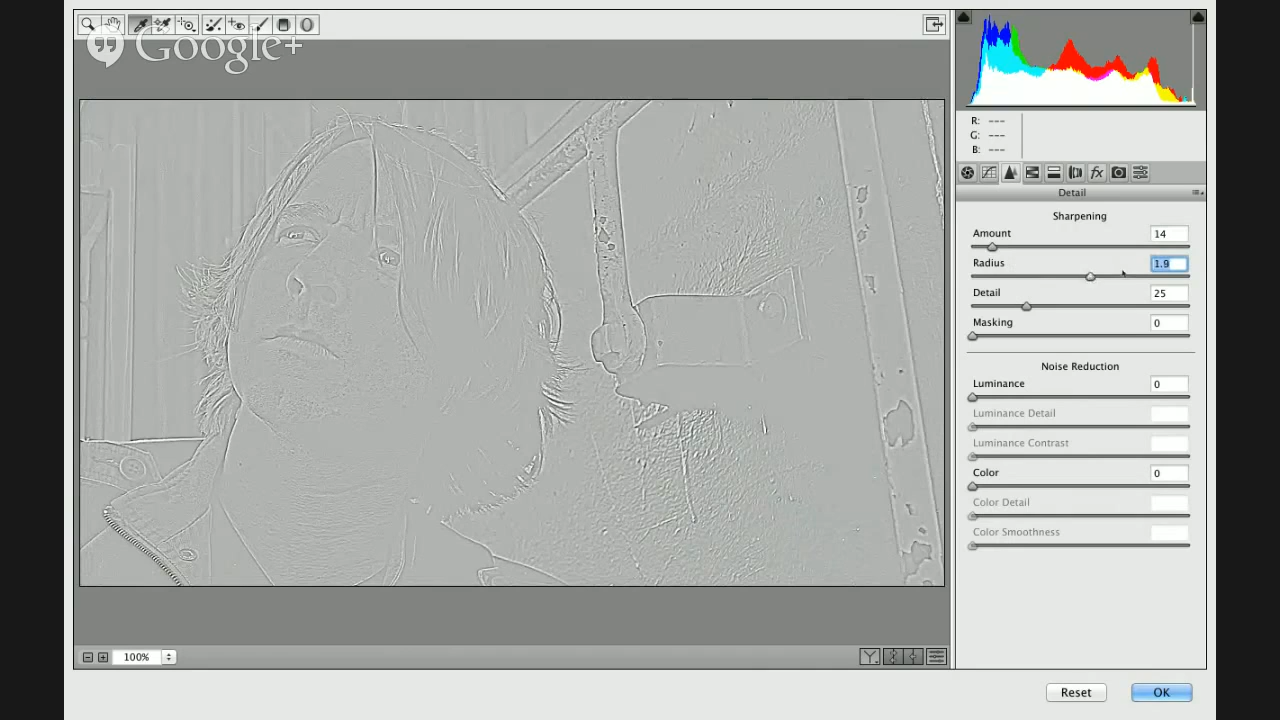 Google+
R: ---
G: ---
B: ---
fx
Detail
Sharpening
Amount 14
Radius 1.9
Detail 25
Masking 0
Noise Reduction
Luminance 0
Luminance Detail
Luminance Contrast
Color 0
Color Detail
Color Smoothness
100%
Reset OK